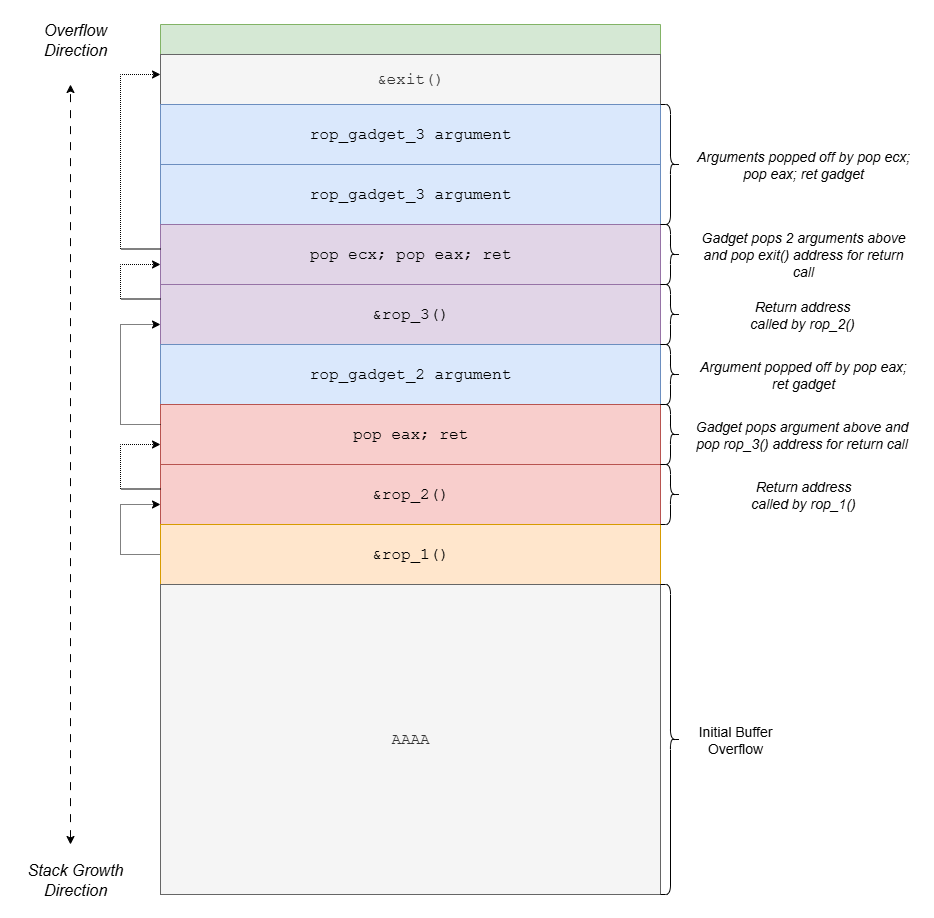 Overflow
Direction
&exit()
rop_gadget_3 argument
Arguments popped off by pop ecx;
pop eax; ret gadget
rop_gadget_3 argument
pop ecx; pop eax; ret
Gadget pops 2 arguments above
and pop exit() address for return
call
&rop_3()
Return address
called by rop_2()
rop_gadget_2 argument
Argument popped off by pop eax;
ret gadget
pop eax; ret
Gadget pops argument above and
pop rop_3() address for return call
&rop_2()
Return address
called by rop_1()
&rop_1()
AAAA
Initial Buffer
Overflow
Stack Growth
Direction